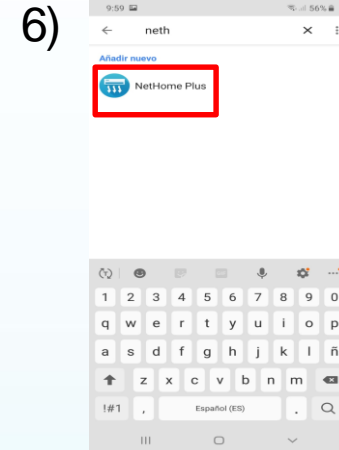 6)
9:59 56%
neth
Añadir nuevo
NetHome Plus
1 2 3 4 5 6 7 8 9 0
q w e r t y u i o p
a s d f g h j k l ñ
z x c v b n m
!#1 , Español (ES) .